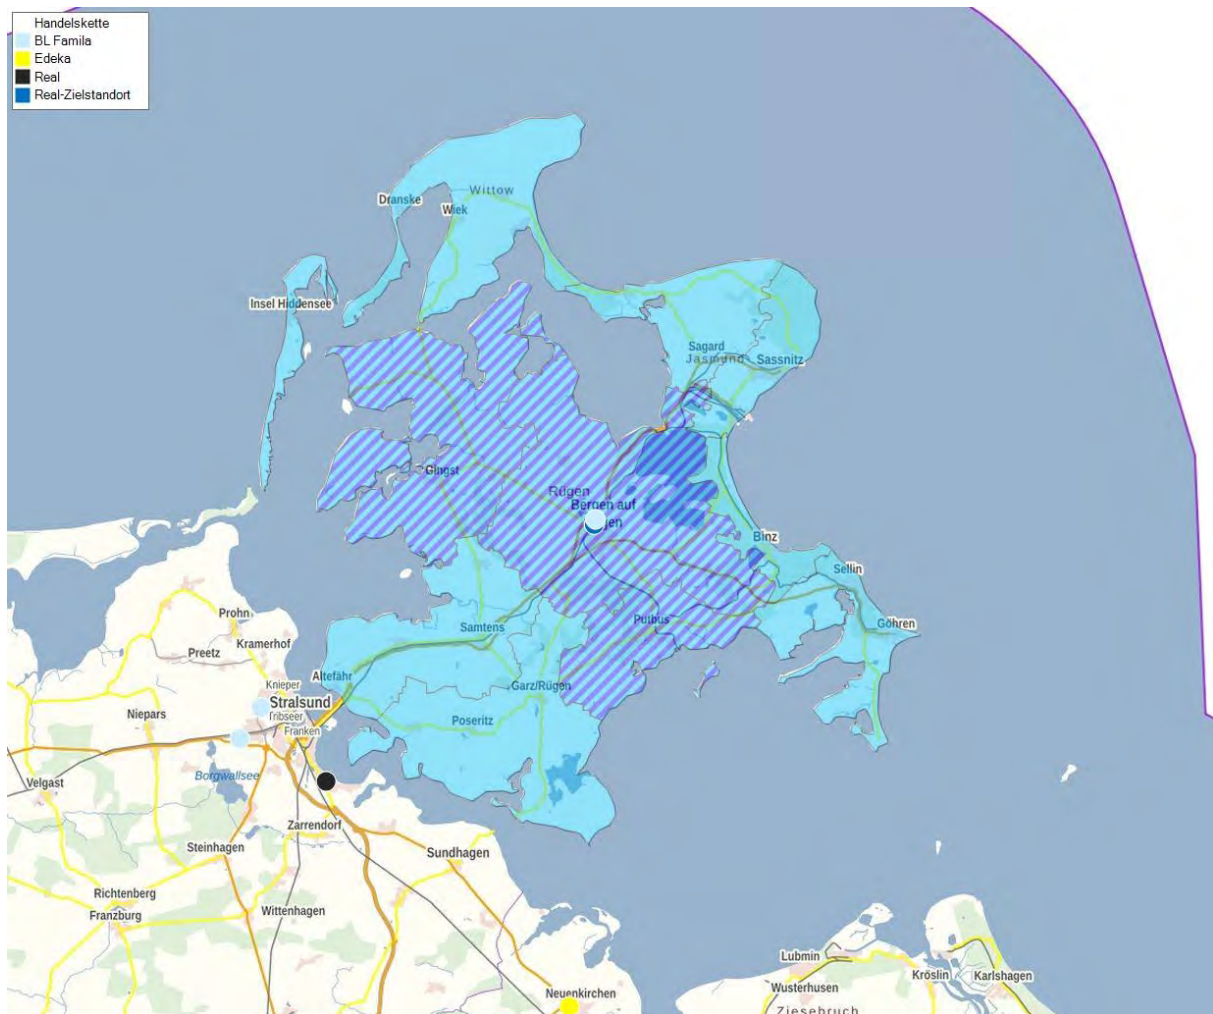 Handelskette
BL Famila
Edeka
Real
Real-Zielstandort
Wittow
Dranske
Wiek
Insel Hiddensee
Sagard
Jasmund
Sassnitz
Gingst
Rügen
Bergen auf
Binz
Sellin
Göhren
Putbus
Samtens
Prohn
Kramerhof
Preetz
Altefähr
Knieper
Stralsund
Tribseer
Franken
Garz/Rügen
Poseritz
Niepars
Borgwallsee
Velgast
Zarrendorf
Steinhagen
Sundhagen
Richtenberg
Franzburg
Wittenhagen
Lubmin
Kröslin
Karlshagen
Wusterhusen
Neuenkirchen
Ziesebruch